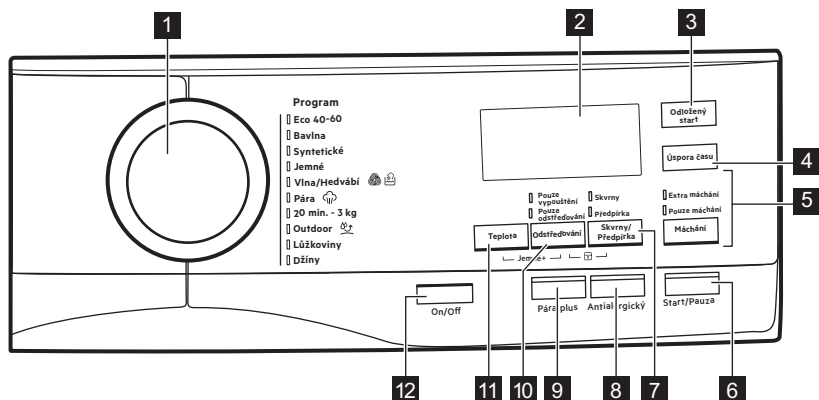 1
2
3
Program
Eco 40-60
Bavlna
Syntetické
Jemné
Vlna/Hedvábí
Pára
20 min. - 3 kg
Outdoor
Lůžkoviny
Džíny
Odložený
start
Úspora času
4
5
Pouze
vypouštění
Pouze
odstřeďování
Skvrny
Předpírka
Extra máchání
Pouze máchání
Teplota
Odstřeďování
Skvrny/
Předpírka
Máchání
Jemné+
On/Off
Pára plus
Antialergický
Start/Pauza
12
11
10
9
8
7
6